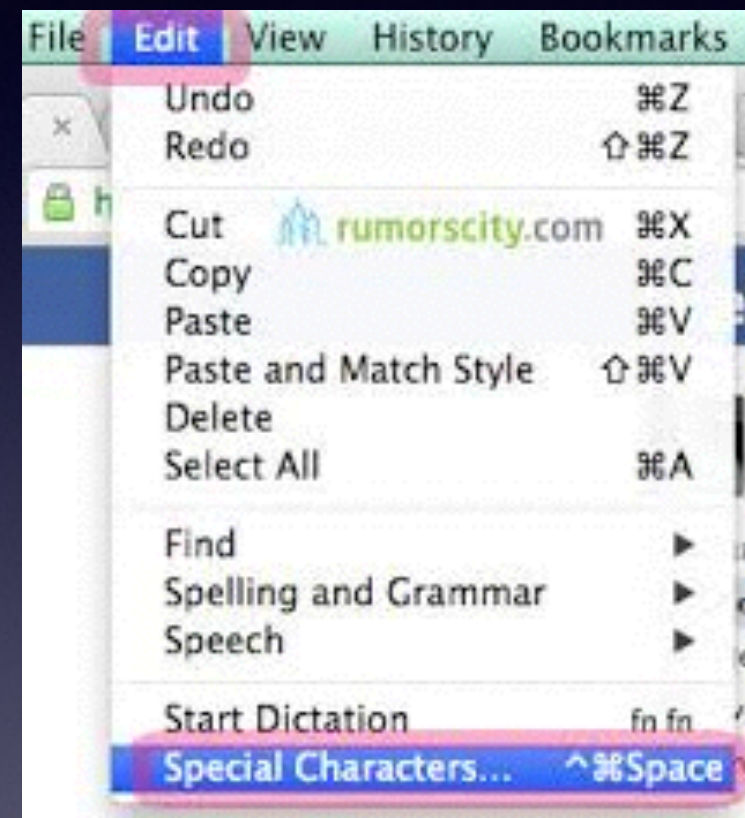 File Edit View History Bookmarks
Undo ⌘Z
Redo ⇧⌘Z
Cut rumorscity.com ⌘X
Copy ⌘C
Paste ⌘V
Paste and Match Style ⇧⌘V
Delete
Select All ⌘A
Find ▶
Spelling and Grammar ▶
Speech ▶
Start Dictation fn fn
Special Characters... ^⌘Space